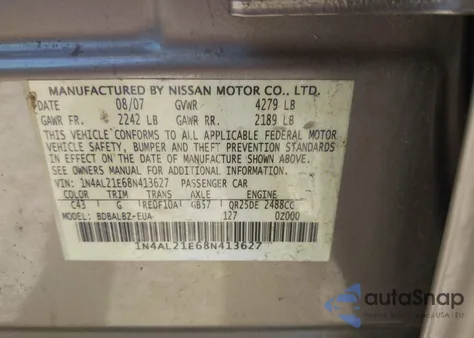 MANUFACTURED BY NISSAN MOTOR CO., LTD.
DATE 08/07 GVWR 4279 LB
GAWR FR. 2242 LB GAWR RR. 2189 LB
THIS VEHICLE CONFORMS TO ALL APPLICABLE FEDERAL MOTOR
VEHICLE SAFETY, BUMPER AND THEFT PREVENTION STANDARDS
IN EFFECT ON THE DATE OF MANUFACTURE SHOWN ABOVE.
SEE OWNERS MANUAL FOR ADDITIONAL INFORMATION.
VIN: 1N4AL21E68N413627 PASSENGER CAR
COLOR TRIM TRANS AXLE ENGINE
C43 G RE0F10A GB57 QR25DE 2488CC
MODEL: BDBALBZ-EUA 127 0Z000
1N4AL21E68N413627
autoSnap